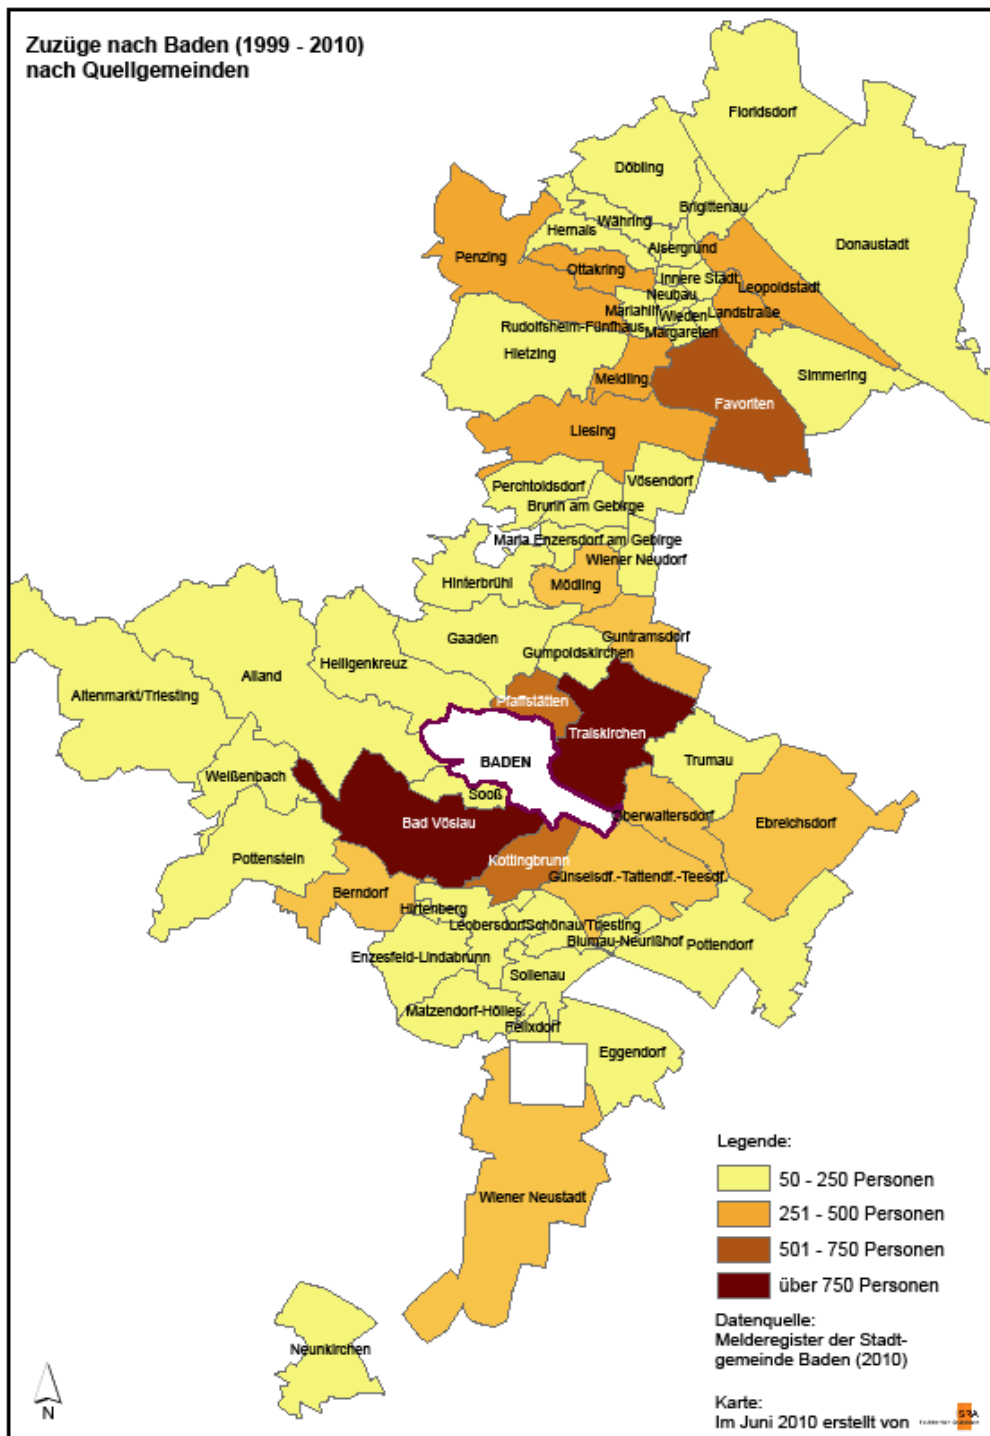 Zuzüge nach Baden (1999 - 2010)
nach Quellgemeinden
Floridsdorf
Döbling
Brigittenau
Währing
Hernals
Alsergrund
Donaustadt
Penzing
Ottakring
Innere Stadt
Leopoldstadt
Neubau
Mariahilf
Wieden
Landstraße
Rudolfsheim-Fünfhaus
Margareten
Hietzing
Meidling
Simmering
Favoriten
Liesing
Perchtoldsdorf
Vösendorf
Brunn am Gebirge
Maria Enzersdorf am Gebirge
Wiener Neudorf
Hinterbrühl
Mödling
Gaaden
Guntramsdorf
Gumpoldskirchen
Heiligenkreuz
Alland
Altenmarkt/Triesting
Pfaffstätten
Traiskirchen
BADEN
Trumau
Weißenbach
Sooß
Oberwaltersdorf
Ebreichsdorf
Bad Vöslau
Pottenstein
Kottingbrunn
Günselsdf.-Tattendf.-Teesdf.
Berndorf
Hirtenberg
Leobersdorf
Schönau/Triesting
Blumau-Neurißhof
Pottendorf
Enzesfeld-Lindabrunn
Sollenau
Matzendorf-Hölles
Felixdorf
Eggendorf
Wiener Neustadt
Neunkirchen
N
Legende:
50 - 250 Personen
251 - 500 Personen
501 - 750 Personen
über 750 Personen
Datenquelle:
Melderegister der Stadt-
gemeinde Baden (2010)
Karte:
Im Juni 2010 erstellt von